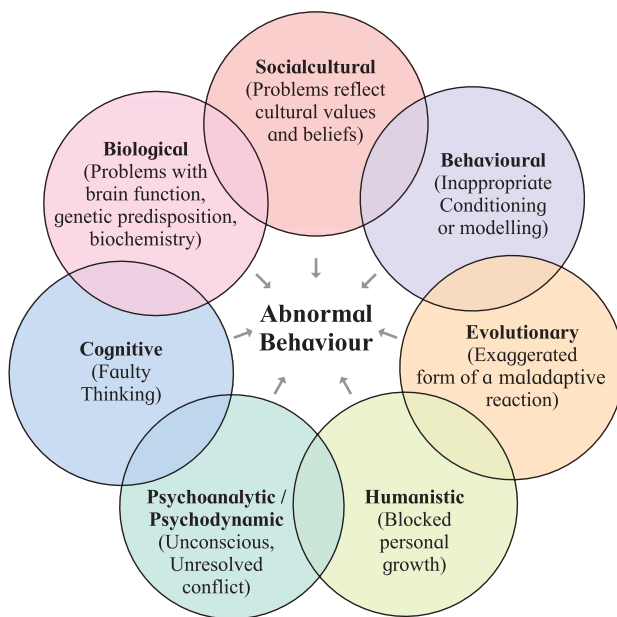 Socialcultural
(Problems reflect
cultural values
and beliefs)
Biological
(Problems with
brain function,
genetic predisposition,
biochemistry)
Behavioural
(Inappropriate
Conditioning
or modelling)
Abnormal
Behaviour
Cognitive
(Faulty
Thinking)
Evolutionary
(Exaggerated
form of a maladaptive
reaction)
Psychoanalytic /
Psychodynamic
(Unconscious,
Unresolved
conflict)
Humanistic
(Blocked
personal
growth)